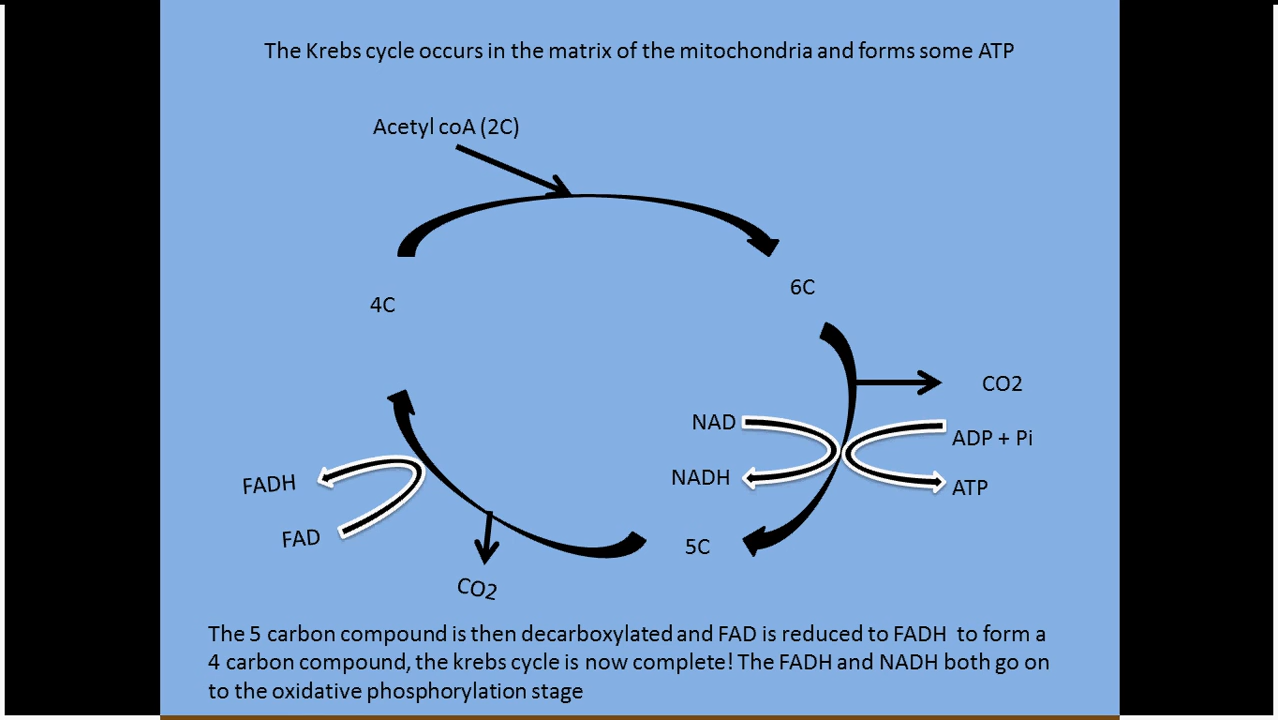 The Krebs cycle occurs in the matrix of the mitochondria and forms some ATP
Acetyl coA (2C)
6C
4C
CO2
NAD
ADP + Pi
NADH
ATP
FADH
FAD
5C
CO2
The 5 carbon compound is then decarboxylated and FAD is reduced to FADH to form a
4 carbon compound, the krebs cycle is now complete! The FADH and NADH both go on
to the oxidative phosphorylation stage